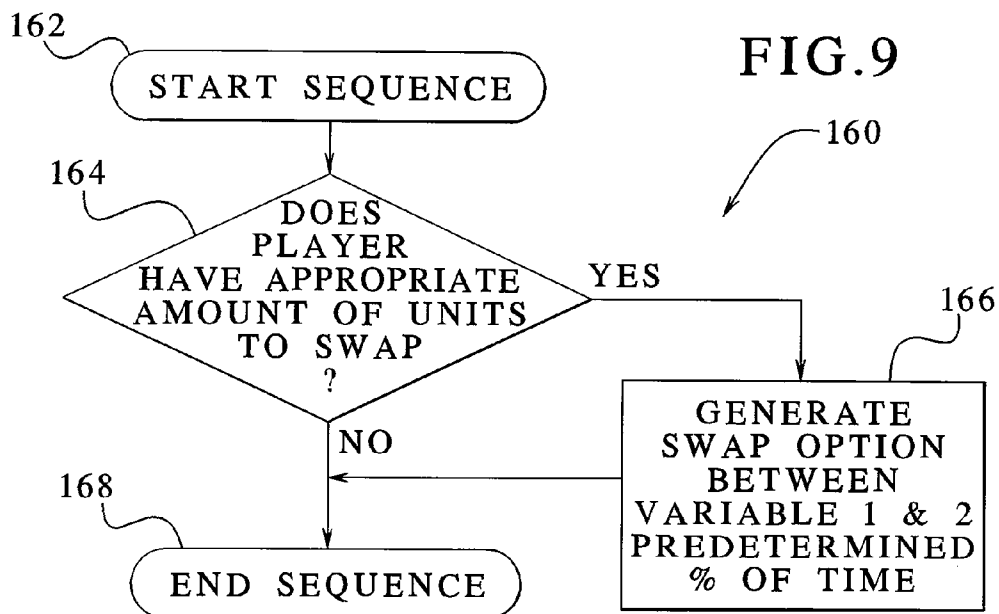 162
START SEQUENCE
FIG.9
160
164
DOES
PLAYER
HAVE APPROPRIATE
AMOUNT OF UNITS
TO SWAP
?
YES
166
GENERATE
SWAP OPTION
BETWEEN
VARIABLE 1 & 2
PREDETERMINED
% OF TIME
NO
168
END SEQUENCE